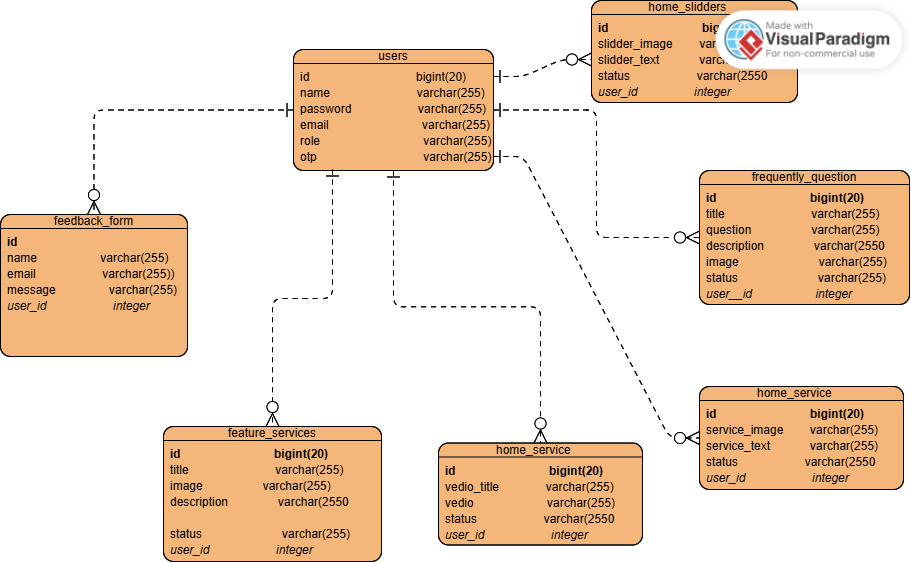 home_slidders
id big
slidder_image var
slidder_text varc
status varchar(2550
user_id integer
Made with
Visual Paradigm
For non-commercial use
users
id bigint(20)
name varchar(255)
password varchar(255)
email varchar(255)
role varchar(255)
otp varchar(255)
frequently_question
id bigint(20)
title varchar(255)
question varchar(255)
description varchar(2550
image varchar(255)
status varchar(255)
user__id integer
feedback_form
id
name varchar(255)
email varchar(255))
message varchar(255)
user_id integer
home_service
id bigint(20)
service_image varchar(255)
service_text varchar(255)
status varchar(2550
user_id integer
feature_services
id bigint(20)
title varchar(255)
image varchar(255)
description varchar(2550
status varchar(255)
user_id integer
home_service
id bigint(20)
vedio_title varchar(255)
vedio varchar(255)
status varchar(2550
user_id integer